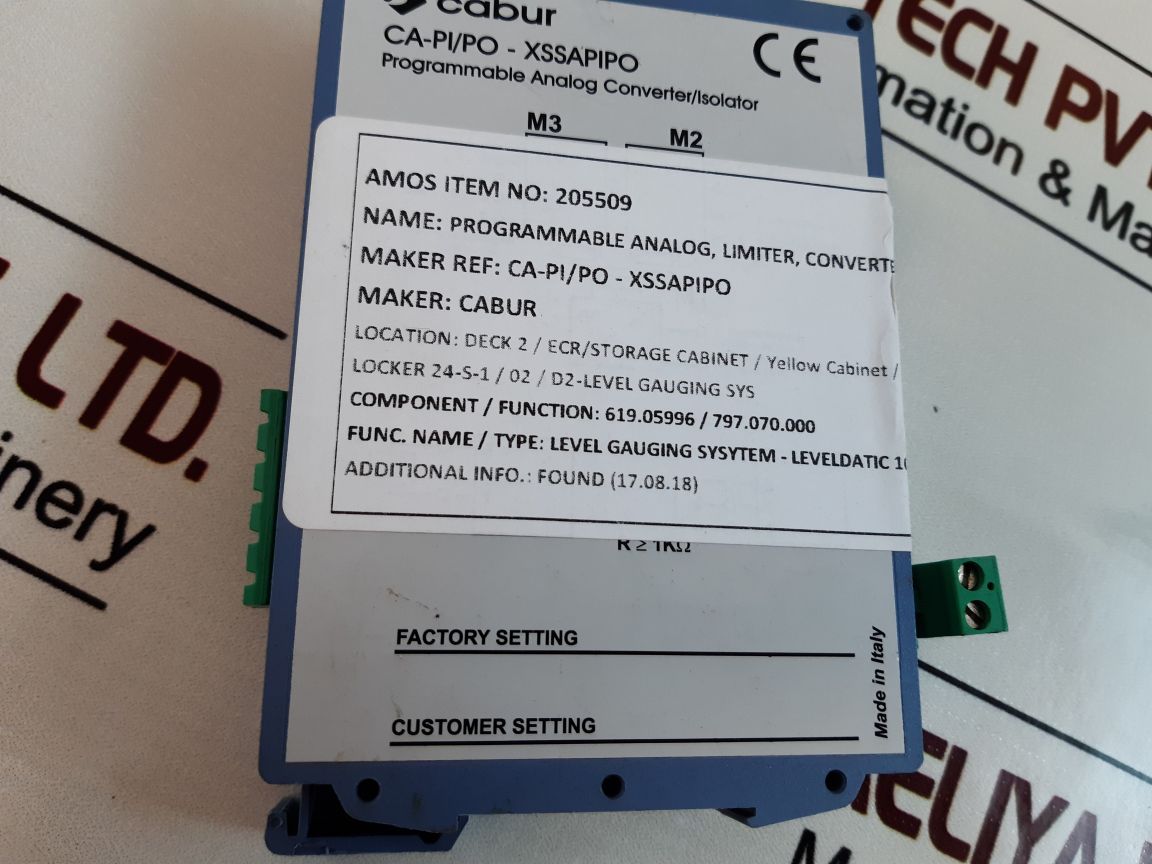 cabur
CA-PI/PO - XSSAPIPO
Programmable Analog Converter/Isolator
CE
M3
M2
AMOS ITEM NO: 205509
NAME: PROGRAMMABLE ANALOG, LIMITER, CONVERTE
MAKER REF: CA-PI/PO - XSSAPIPO
MAKER: CABUR
LOCATION: DECK 2 / ECR/STORAGE CABINET / Yellow Cabinet /
LOCKER 24-S-1 / 02 / D2-LEVEL GAUGING SYS
COMPONENT / FUNCTION: 619.05996 / 797.070.000
FUNC. NAME / TYPE: LEVEL GAUGING SYSYTEM - LEVELDATIC 10
ADDITIONAL INFO.: FOUND (17.08.18)
R ≥ 1KΩ
FACTORY SETTING
CUSTOMER SETTING
Made in Italy
TECH PVT
mation & Ma
LTD.
inery
ELIYA
M